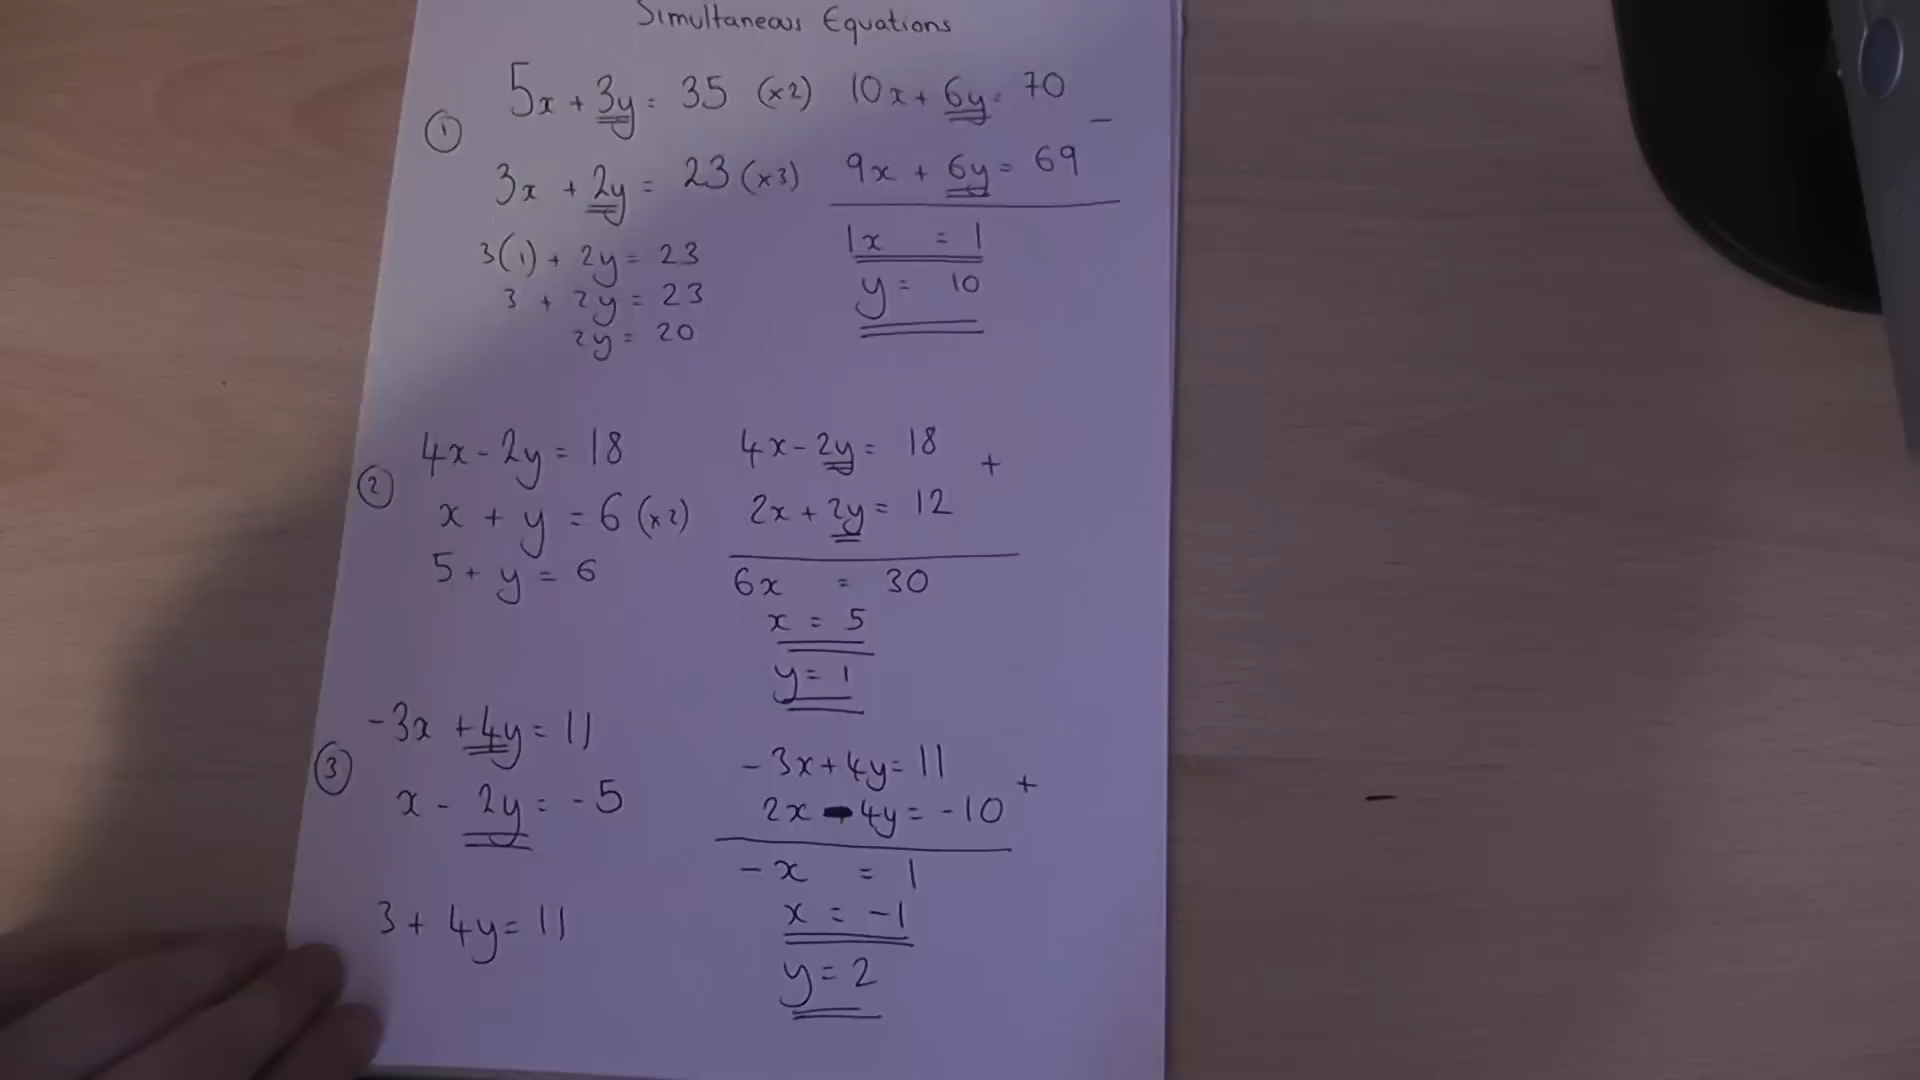 Simultaneous Equations
① 5x + 3y = 35 (×2) 10x + 6y = 70 −
3x + 2y = 23 (×3) 9x + 6y = 69
3(1) + 2y = 23 1x = 1
3 + 2y = 23 y = 10
2y = 20
② 4x - 2y = 18 4x - 2y = 18 +
x + y = 6 (×2) 2x + 2y = 12
5 + y = 6 6x = 30
x = 5
y = 1
③ -3x + 4y = 11 -3x + 4y = 11 +
x - 2y = -5 2x - 4y = -10
-x = 1
3 + 4y = 11 x = -1
y = 2